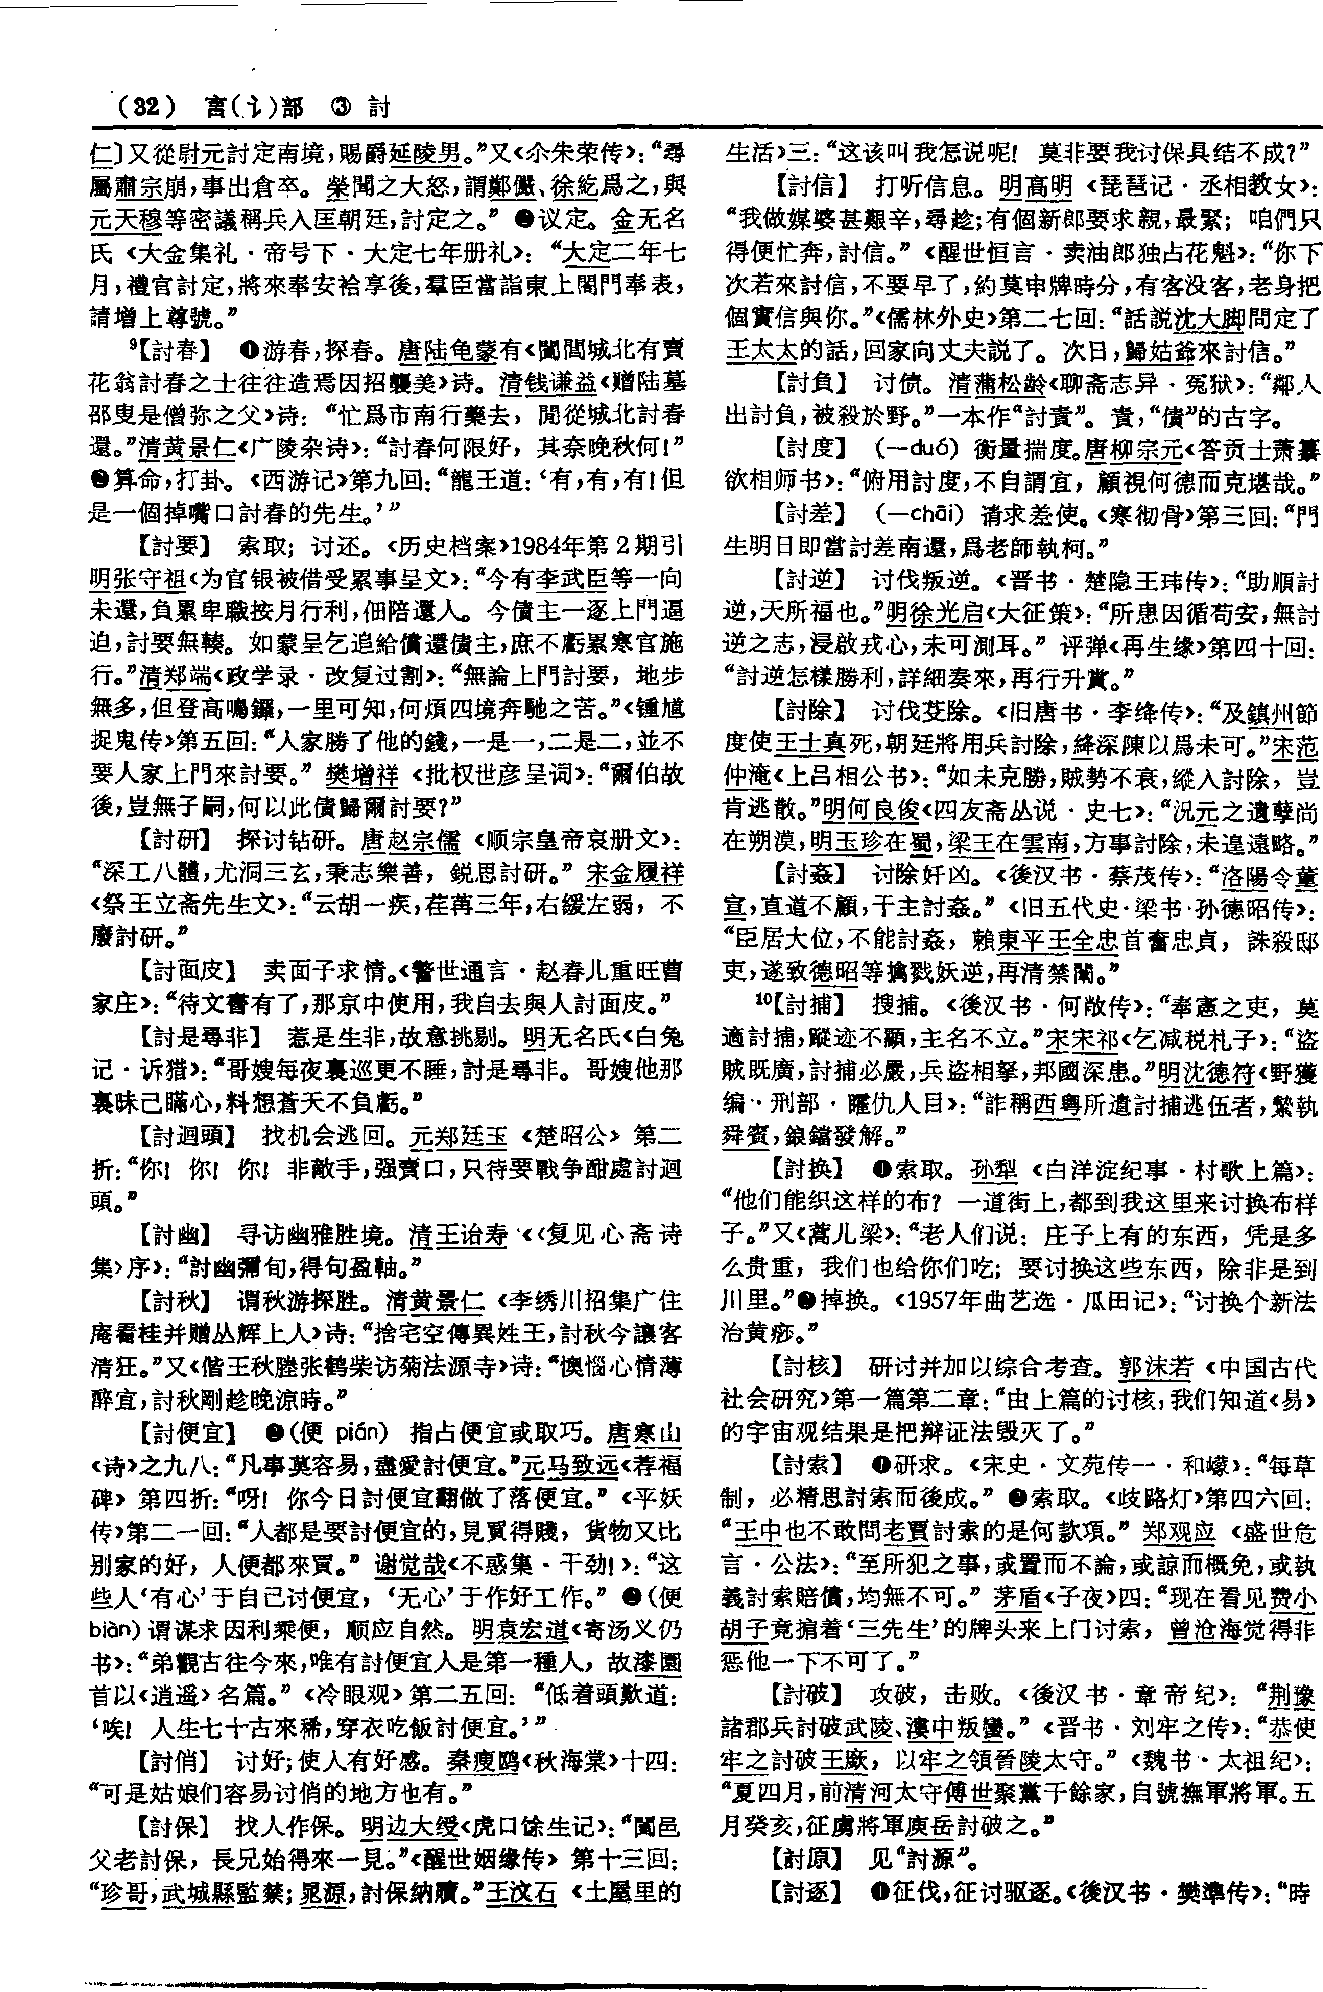 (32) 言(讠)部 ③ 討
仁〕又從尉元討定南境，賜爵延陵男。”又《尒朱荣传》：“尋
屬肅宗崩，事出倉卒。榮聞之大怒，謂鄭儼、徐紇爲之，與
元天穆等密議稱兵入匡朝廷，討定之。”❷议定。金无名
氏《大金集礼·帝号下·大定七年册礼》：“大定二年七
月，禮官討定，將來奉安祫享後，羣臣當詣東上閤門奉表，
請增上尊號。”
⁹【討春】 ❶游春，探春。唐陆龟蒙有《閶閭城北有賣
花翁討春之士往往造焉因招襲美》诗。清钱谦益《赠陆墓
邵叟是僧弥之父》诗：“忙爲市南行藥去，閒從城北討春
還。”清黄景仁《广陵杂诗》：“討春何限好，其奈晚秋何！”
❷算命，打卦。《西游记》第九回：“龍王道：‘有，有，有！但
是一個掉嘴口討春的先生。’”
【討要】 索取；讨还。《历史档案》1984年第2期引
明张守祖《为官银被借受累事呈文》：“今有李武臣等一向
未還，負累卑職按月行利，佃陪還人。今債主一逐上門逼
迫，討要無輳。如蒙呈乞追給償還債主，庶不虧累寒官施
行。”清郑端《政学录·改复过割》：“無論上門討要，地步
無多，但登高鳴鑼，一里可知，何煩四境奔馳之苦。”《锺馗
捉鬼传》第五回：“人家勝了他的錢，一是一，二是二，並不
要人家上門來討要。”樊增祥《批权世彦呈词》：“爾伯故
後，豈無子嗣，何以此債歸爾討要？”
【討研】 探讨钻研。唐赵宗儒《顺宗皇帝哀册文》：
“深工八體，尤洞三玄，秉志樂善，鋭思討研。”宋金履祥
《祭王立斋先生文》：“云胡一疾，荏苒三年，右緩左弱，不
廢討研。”
【討面皮】 卖面子求情。《警世通言·赵春儿重旺曹
家庄》：“待文書有了，那京中使用，我自去與人討面皮。”
【討是尋非】 惹是生非，故意挑剔。明无名氏《白兔
记·诉猎》：“哥嫂每夜裏巡更不睡，討是尋非。哥嫂他那
裏昧己瞞心，料想蒼天不負虧。”
【討迴頭】 找机会逃回。元郑廷玉《楚昭公》第二
折：“你！你！你！非敵手，强賣口，只待要戰争酣處討迴
頭。”
【討幽】 寻访幽雅胜境。清王诒寿《〈复见心斋诗
集〉序》：“討幽彌旬，得句盈軸。”
【討秋】 谓秋游探胜。清黄景仁《李绣川招集广住
庵看桂并赠丛辉上人》诗：“捨宅空傳異姓王，討秋今讓客
清狂。”又《偕王秋塍张鹤柴访菊法源寺》诗：“懊惱心情薄
醉宜，討秋剛趁晚涼時。”
【討便宜】 ❶(便 pián) 指占便宜或取巧。唐寒山
《诗》之九八：“凡事莫容易，盡愛討便宜。”元马致远《荐福
碑》第四折：“呀！你今日討便宜翻做了落便宜。”《平妖
传》第二一回：“人都是要討便宜的，見買得賤，貨物又比
别家的好，人便都來買。”谢觉哉《不惑集·干劲！》：“这
些人‘有心’于自己讨便宜，‘无心’于作好工作。”❷(便
biàn)谓谋求因利乘便，顺应自然。明袁宏道《寄汤义仍
书》：“弟觀古往今來，唯有討便宜人是第一種人，故漆園
首以《逍遥》名篇。”《冷眼观》第二五回：“低着頭歎道：
‘唉！人生七十古來稀，穿衣吃飯討便宜。’”
【討俏】 讨好；使人有好感。秦瘦鸥《秋海棠》十四：
“可是姑娘们容易讨俏的地方也有。”
【討保】 找人作保。明边大绶《虎口馀生记》：“闔邑
父老討保，長兄始得來一見。”《醒世姻缘传》第十三回：
“珍哥，武城縣監禁；晁源，討保納贖。”王汶石《土屋里的
生活》三：“这该叫我怎说呢！莫非要我讨保具结不成？”
【討信】 打听信息。明高明《琵琶记·丞相教女》：
“我做媒婆甚艱辛，尋趁；有個新郎要求親，最緊；咱們只
得便忙奔，討信。”《醒世恒言·卖油郎独占花魁》：“你下
次若來討信，不要早了，約莫申牌時分，有客没客，老身把
個實信與你。”《儒林外史》第二七回：“話説沈大脚問定了
王太太的話，回家向丈夫説了。次日，歸姑爺來討信。”
【討負】 讨债。清蒲松龄《聊斋志异·冤狱》：“鄰人
出討負，被殺於野。”一本作“討責”。責，“債”的古字。
【討度】 (一duó) 衡量揣度。唐柳宗元《答贡士萧纂
欲相师书》：“俯用討度，不自謂宜，顧視何德而克堪哉。”
【討差】 (一chāi) 请求差使。《寒彻骨》第三回：“門
生明日即當討差南還，爲老師執柯。”
【討逆】 讨伐叛逆。《晋书·楚隐王玮传》：“助順討
逆，天所福也。”明徐光启《大征策》：“所患因循苟安，無討
逆之志，浸啟戎心，未可測耳。”评弹《再生缘》第四十回：
“討逆怎樣勝利，詳細奏來，再行升賞。”
【討除】 讨伐芟除。《旧唐书·李绛传》：“及鎮州節
度使王士真死，朝廷將用兵討除，絳深陳以爲未可。”宋范
仲淹《上吕相公书》：“如未克勝，賊勢不衰，縱入討除，豈
肯逃散。”明何良俊《四友斋丛说·史七》：“況元之遺孽尚
在朔漠，明玉珍在蜀，梁王在雲南，方事討除，未遑遠略。”
【討姦】 讨除奸凶。《後汉书·蔡茂传》：“洛陽令董
宣，直道不顧，于主討姦。”《旧五代史·梁书·孙德昭传》：
“臣居大位，不能討姦，賴東平王全忠首奮忠貞，誅殺邸
吏，遂致德昭等擒戮妖逆，再清禁闈。”
¹⁰【討捕】 搜捕。《後汉书·何敞传》：“奉憲之吏，莫
適討捕，蹤迹不顯，主名不立。”宋宋祁《乞减税札子》：“盜
賊既廣，討捕必嚴，兵盜相拏，邦國深患。”明沈德符《野獲
编·刑部·嚁仇人目》：“詐稱西粤所遣討捕逃伍者，縶執
舜賓，鋃鐺發解。”
【討换】 ❶索取。孙犁《白洋淀纪事·村歌上篇》：
“他们能织这样的布？一道街上，都到我这里来讨换布样
子。”又《蒿儿梁》：“老人们说：庄子上有的东西，凭是多
么贵重，我们也给你们吃；要讨换这些东西，除非是到
川里。”❷掉换。《1957年曲艺选·瓜田记》：“讨换个新法
治黄痧。”
【討核】 研讨并加以综合考查。郭沫若《中国古代
社会研究》第一篇第二章：“由上篇的讨核，我们知道《易》
的宇宙观结果是把辩证法毁灭了。”
【討索】 ❶研求。《宋史·文苑传一·和㠓》：“每草
制，必精思討索而後成。”❷索取。《歧路灯》第四六回：
“王中也不敢問老賈討索的是何款項。”郑观应《盛世危
言·公法》：“至所犯之事，或置而不論，或諒而概免，或執
義討索賠償，均無不可。”茅盾《子夜》四：“现在看见费小
胡子竟掮着‘三先生’的牌头来上门讨索，曾沧海觉得非
惩他一下不可了。”
【討破】 攻破，击败。《後汉书·章帝纪》：“荆豫
諸郡兵討破武陵、漊中叛蠻。”《晋书·刘牢之传》：“恭使
牢之討破王廞，以牢之領晉陵太守。”《魏书·太祖纪》：
“夏四月，前清河太守傅世聚黨千餘家，自號撫軍將軍。五
月癸亥，征虜將軍庾岳討破之。”
【討原】 见“討源”。
【討逐】 ❶征伐，征讨驱逐。《後汉书·樊準传》：“時